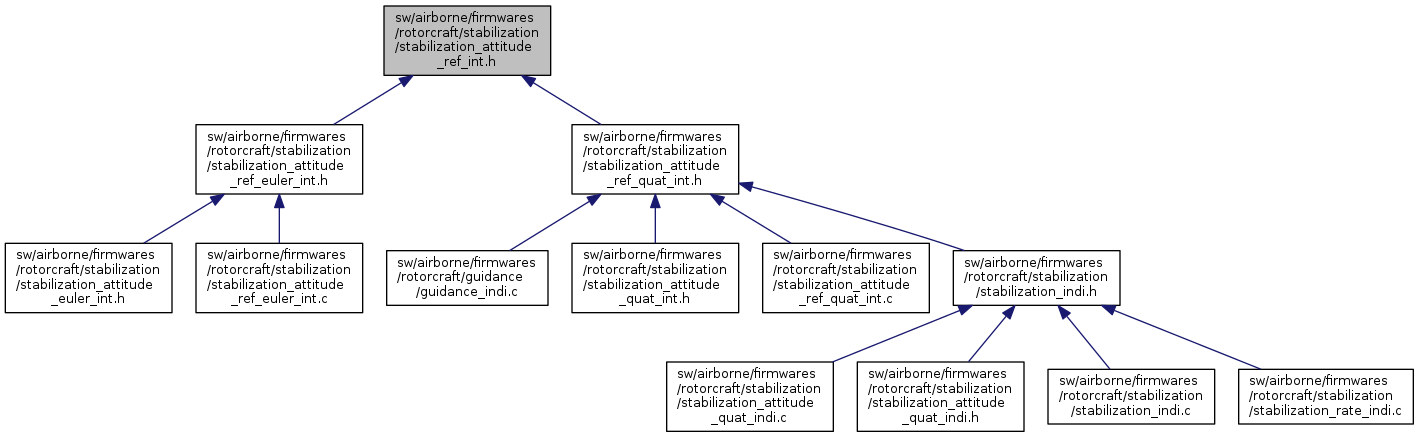 sw/airborne/firmwares
/rotorcraft/stabilization
/stabilization_attitude
_ref_int.h
sw/airborne/firmwares
/rotorcraft/stabilization
/stabilization_attitude
_ref_euler_int.h
sw/airborne/firmwares
/rotorcraft/stabilization
/stabilization_attitude
_ref_quat_int.h
sw/airborne/firmwares
/rotorcraft/stabilization
/stabilization_attitude
_euler_int.h
sw/airborne/firmwares
/rotorcraft/stabilization
/stabilization_attitude
_ref_euler_int.c
sw/airborne/firmwares
/rotorcraft/guidance
/guidance_indi.c
sw/airborne/firmwares
/rotorcraft/stabilization
/stabilization_attitude
_quat_int.h
sw/airborne/firmwares
/rotorcraft/stabilization
/stabilization_attitude
_ref_quat_int.c
sw/airborne/firmwares
/rotorcraft/stabilization
/stabilization_indi.h
sw/airborne/firmwares
/rotorcraft/stabilization
/stabilization_attitude
_quat_indi.c
sw/airborne/firmwares
/rotorcraft/stabilization
/stabilization_attitude
_quat_indi.h
sw/airborne/firmwares
/rotorcraft/stabilization
/stabilization_indi.c
sw/airborne/firmwares
/rotorcraft/stabilization
/stabilization_rate_indi.c